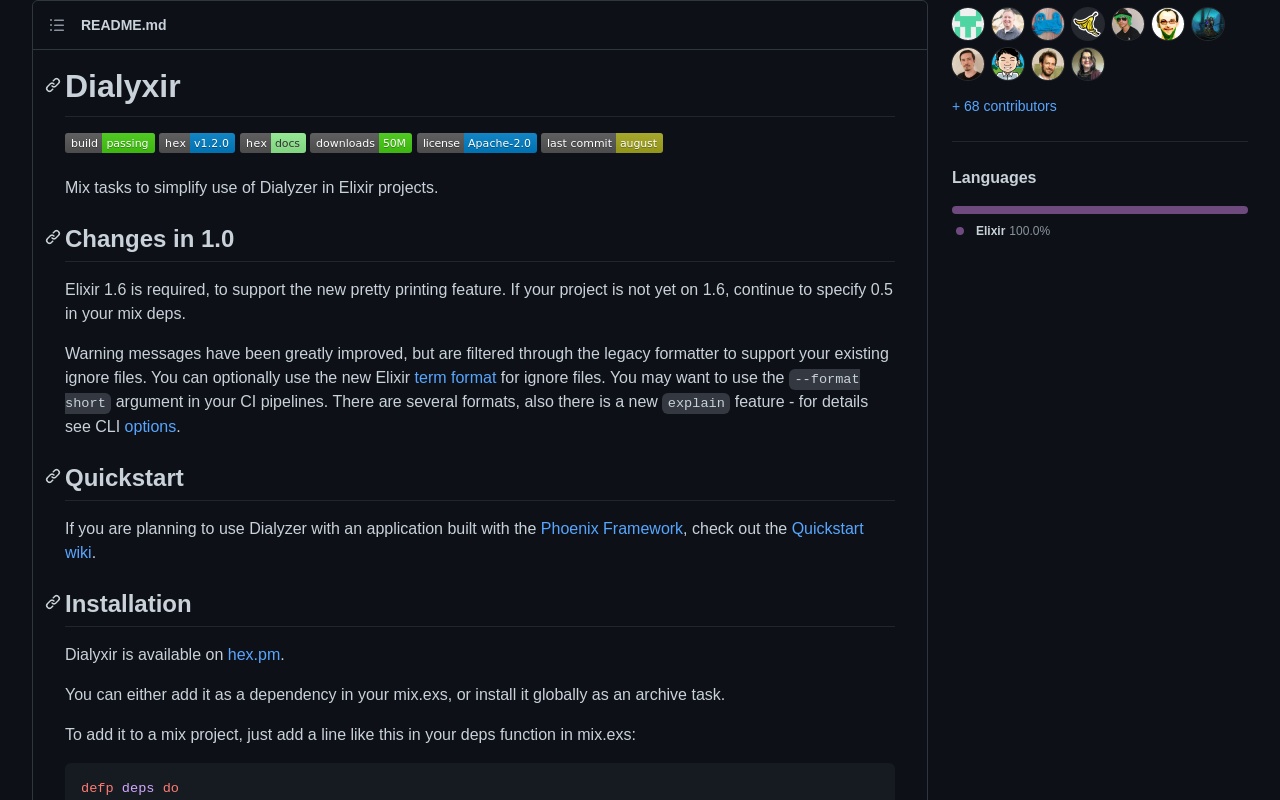 README.md
Dialyxir
build passing hex v1.2.0 hex docs downloads 50M license Apache-2.0 last commit august
Mix tasks to simplify use of Dialyzer in Elixir projects.
Changes in 1.0
Elixir 1.6 is required, to support the new pretty printing feature. If your project is not yet on 1.6, continue to specify 0.5
in your mix deps.
Warning messages have been greatly improved, but are filtered through the legacy formatter to support your existing
ignore files. You can optionally use the new Elixir term format for ignore files. You may want to use the --format
short argument in your CI pipelines. There are several formats, also there is a new explain feature - for details
see CLI options.
Quickstart
If you are planning to use Dialyzer with an application built with the Phoenix Framework, check out the Quickstart
wiki.
Installation
Dialyxir is available on hex.pm.
You can either add it as a dependency in your mix.exs, or install it globally as an archive task.
To add it to a mix project, just add a line like this in your deps function in mix.exs:
defp deps do
+ 68 contributors
Languages
Elixir 100.0%